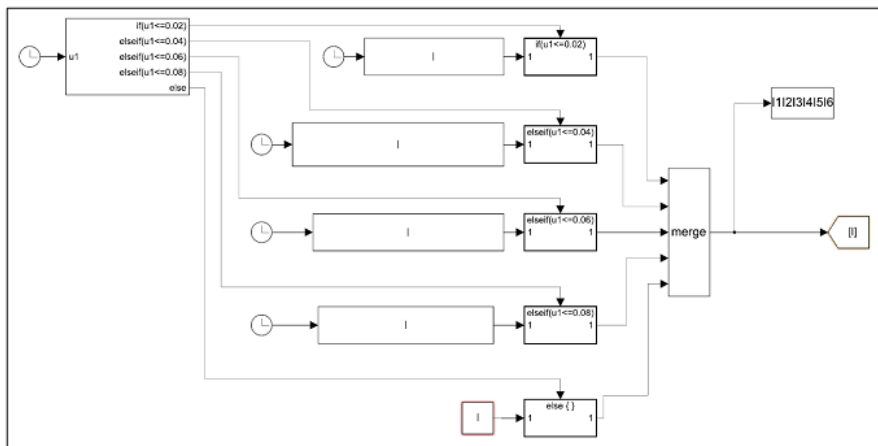 if(u1<=0.02)
elseif(u1<=0.04)
u1
elseif(u1<=0.06)
elseif(u1<=0.08)
else
I
if(u1<=0.02)
1 1
I1I2I3I4I5I6
I
elseif(u1<=0.04)
1 1
I
elseif(u1<=0.06)
1 1
merge
[I]
I
elseif(u1<=0.08)
1 1
I
else { }
1 1